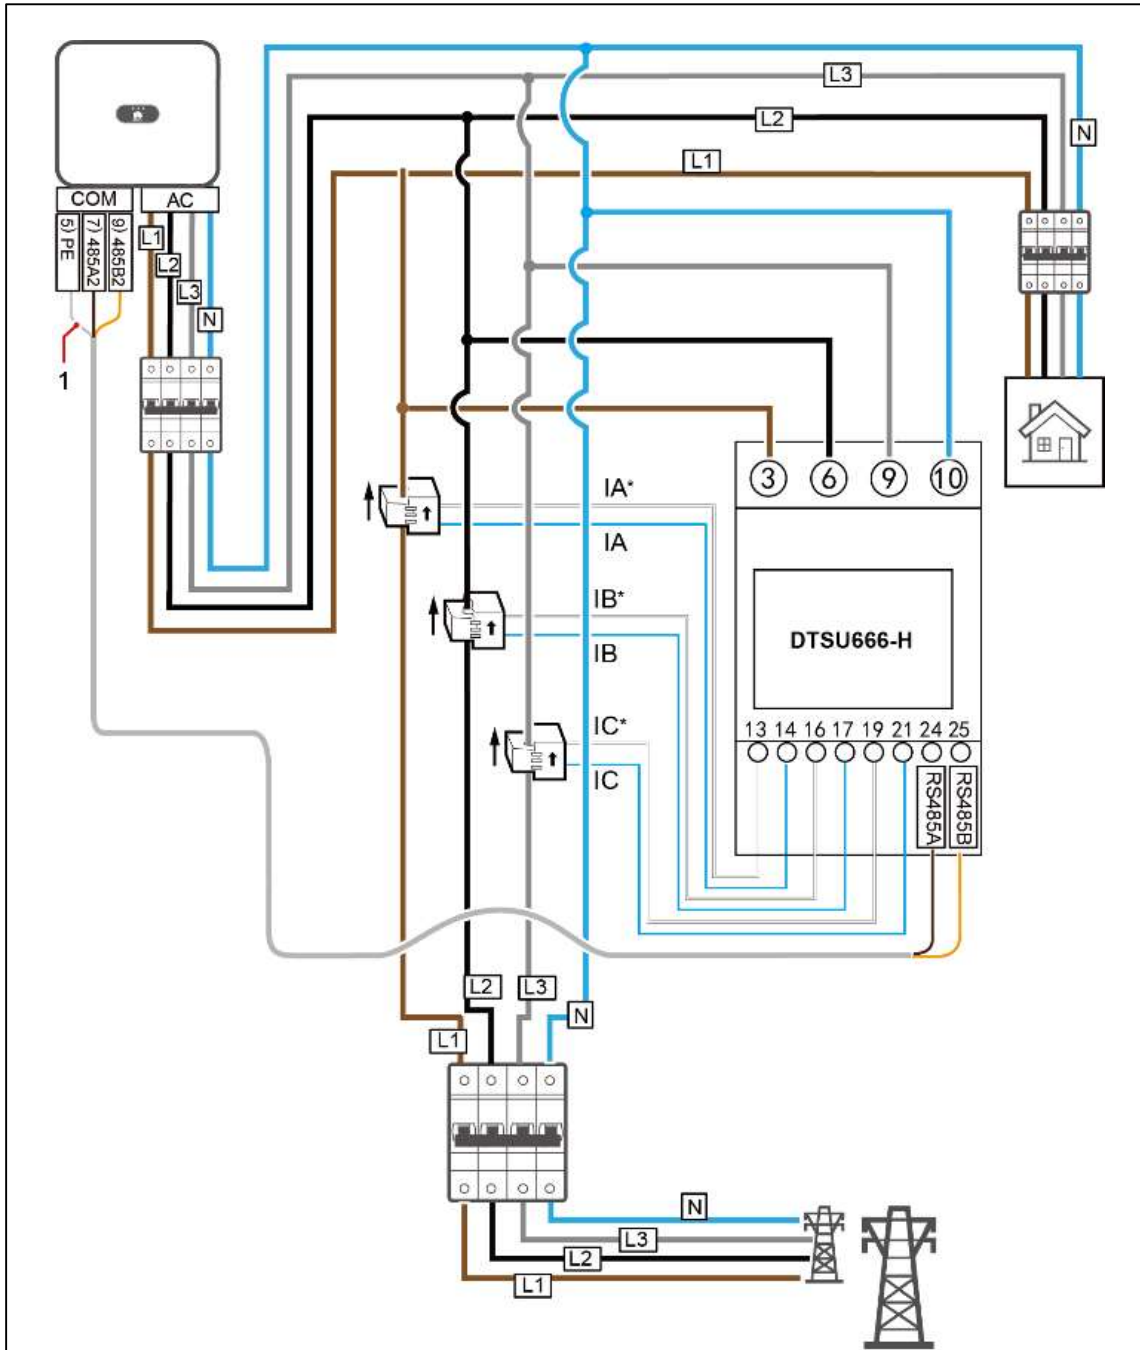 L3
L2
N
L1
COM
AC
5) PE
7) 485A2
9) 485B2
L1
L2
L3
N
1
3
6
9
10
IA*
IA
IB*
IB
DTSU666-H
IC*
IC
13 14 16 17 19 21 24 25
RS485A
RS485B
L2
L3
N
L1
N
L3
L2
L1